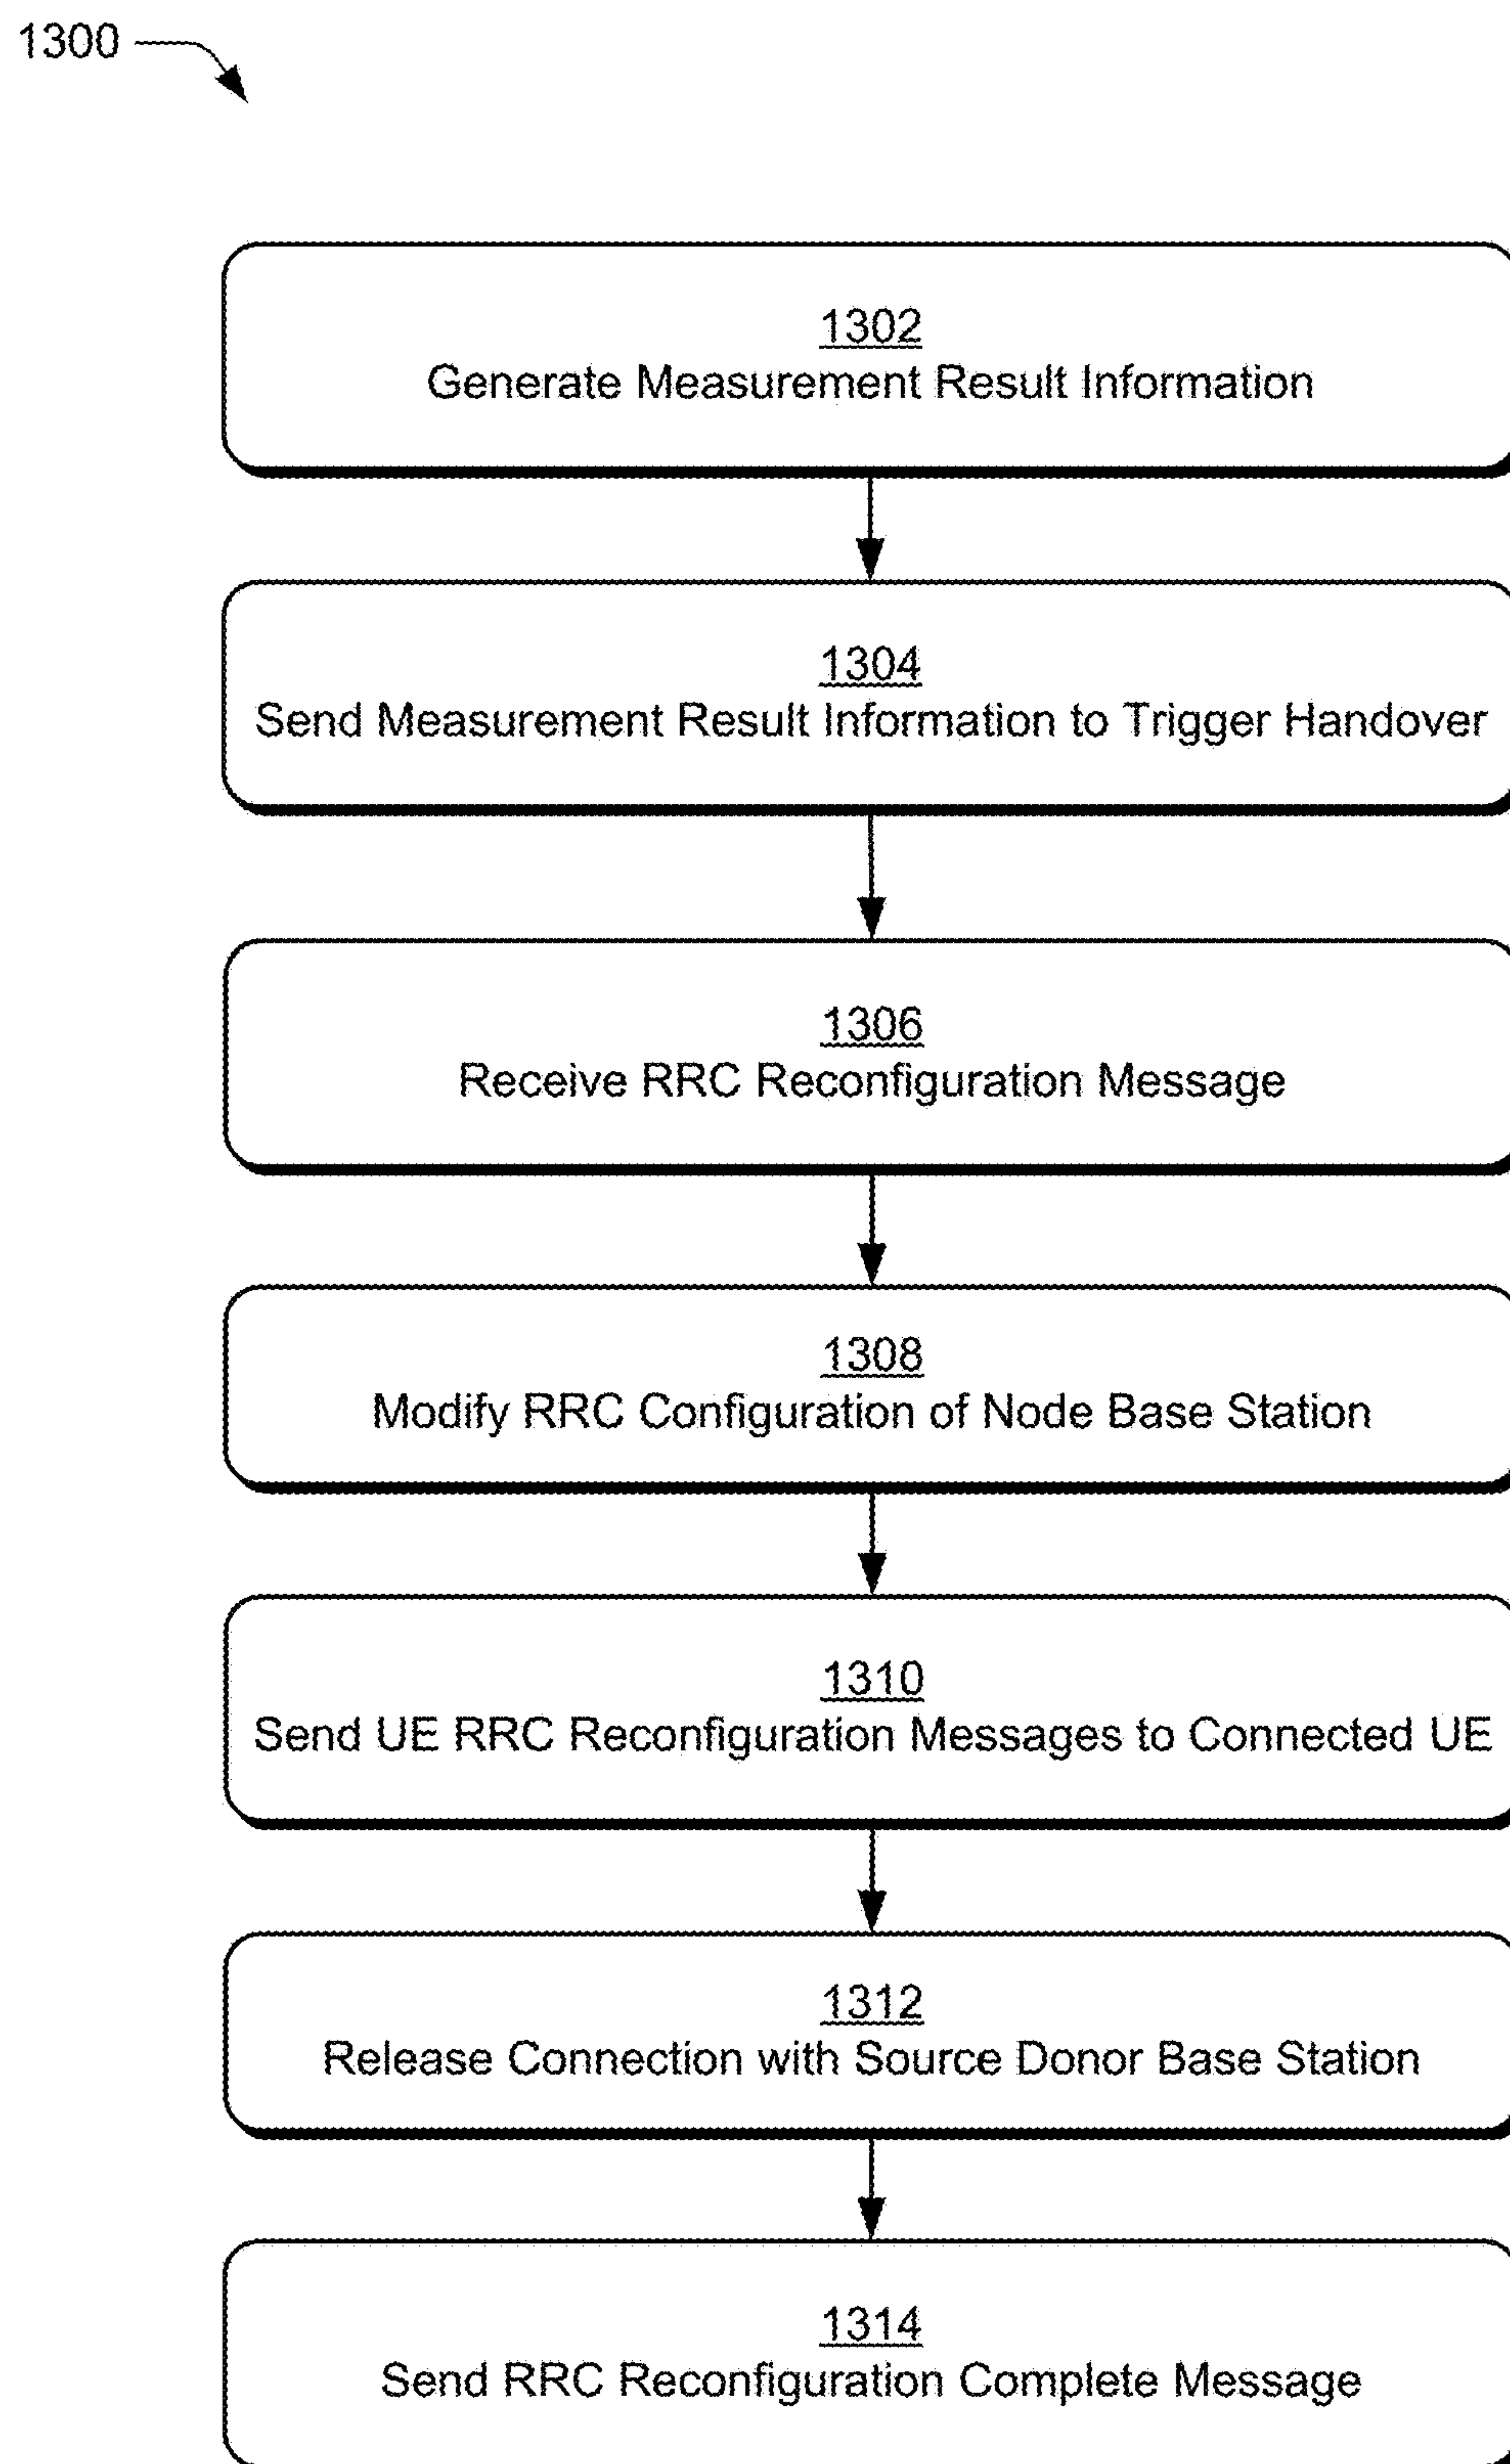 1300
1302
Generate Measurement Result Information
1304
Send Measurement Result Information to Trigger Handover
1306
Receive RRC Reconfiguration Message
1308
Modify RRC Configuration of Node Base Station
1310
Send UE RRC Reconfiguration Messages to Connected UE
1312
Release Connection with Source Donor Base Station
1314
Send RRC Reconfiguration Complete Message